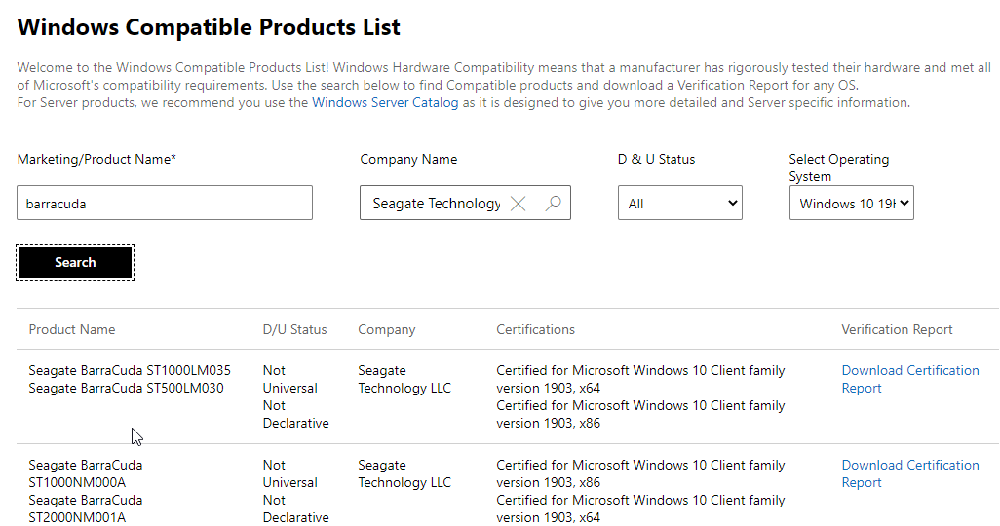 Windows Compatible Products List
Welcome to the Windows Compatible Products List! Windows Hardware Compatibility means that a manufacturer has rigorously tested their hardware and met all
of Microsoft's compatibility requirements. Use the search below to find Compatible products and download a Verification Report for any OS.
For Server products, we recommend you use the Windows Server Catalog as it is designed to give you more detailed and Server specific information.
Marketing/Product Name*
Company Name
D & U Status
Select Operating
System
barracuda
Seagate Technology
All
Windows 10 19H
Search
Product Name
D/U Status
Company
Certifications
Verification Report
Seagate BarraCuda ST1000LM035
Seagate BarraCuda ST500LM030
Not
Universal
Not
Declarative
Seagate
Technology LLC
Certified for Microsoft Windows 10 Client family
version 1903, x64
Certified for Microsoft Windows 10 Client family
version 1903, x86
Download Certification
Report
Seagate BarraCuda
ST1000NM000A
Seagate BarraCuda
ST2000NM001A
Not
Universal
Not
Declarative
Seagate
Technology LLC
Certified for Microsoft Windows 10 Client family
version 1903, x86
Certified for Microsoft Windows 10 Client family
version 1903, x64
Download Certification
Report